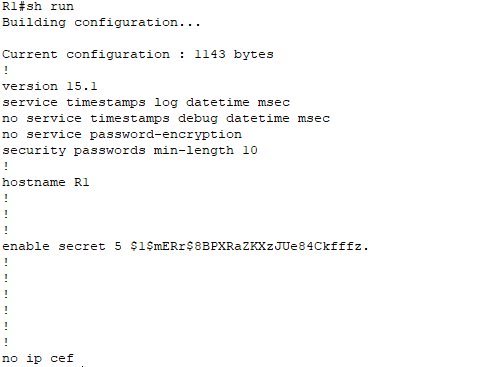 R1#sh run
Building configuration...
Current configuration : 1143 bytes
!
version 15.1
service timestamps log datetime msec
no service timestamps debug datetime msec
no service password-encryption
security passwords min-length 10
!
hostname R1
!
!
!
enable secret 5 $1$mERr$8BPXRaZKXzJUe84Ckfffz.
!
!
!
!
!
!
no ip cef